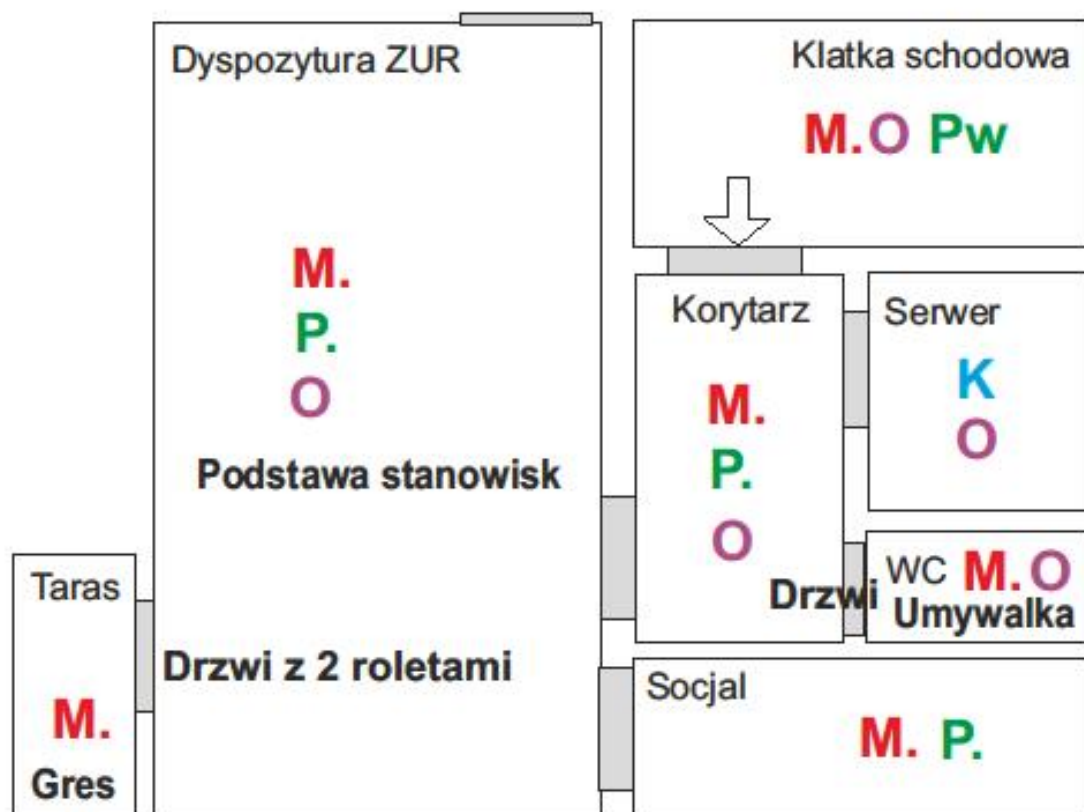 Dyspozytura ZUR
M.
P.
O
Podstawa stanowisk
Drzwi z 2 roletami
Taras
M.
Gres
Klatka schodowa
M.O Pw
Korytarz
M.
P.
O
Drzwi
Serwer
K
O
WC M.O
Umywalka
Socjal
M. P.